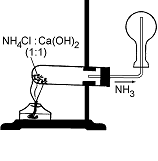 NH₄Cl : Ca(OH)₂
(1:1)
NH₃